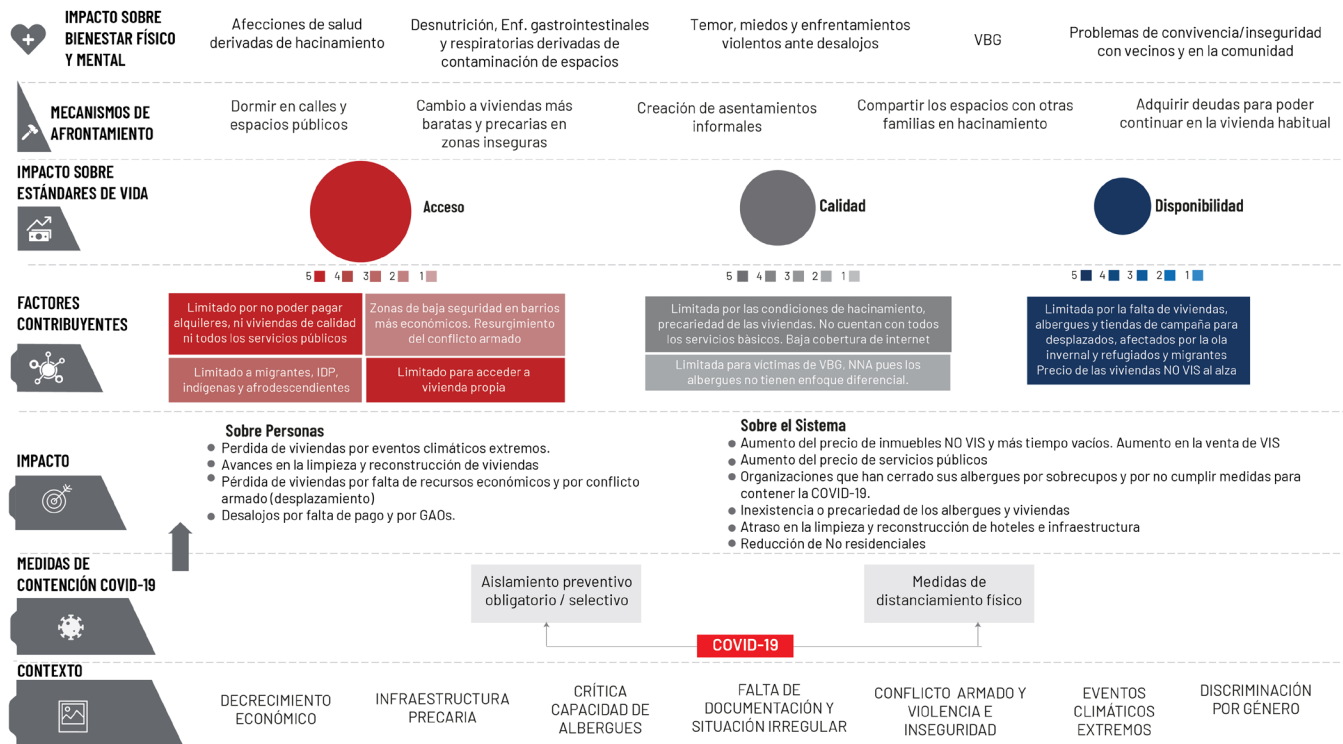 IMPACTO SOBRE
BIENESTAR FÍSICO
Y MENTAL
Afecciones de salud
derivadas de hacinamiento
Desnutrición, Enf. gastrointestinales
y respiratorias derivadas de
contaminación de espacios
Temor, miedos y enfrentamientos
violentos ante desalojos
VBG
Problemas de convivencia/inseguridad
con vecinos y en la comunidad
MECANISMOS DE
AFRONTAMIENTO
Dormir en calles y
espacios públicos
Cambio a viviendas más
baratas y precarias en
zonas inseguras
Creación de asentamientos
informales
Compartir los espacios con otras
familias en hacinamiento
Adquirir deudas para poder
continuar en la vivienda habitual
IMPACTO SOBRE
ESTÁNDARES DE VIDA
Acceso
Calidad
Disponibilidad
5 4 3 2 1
5 4 3 2 1
5 4 3 2 1
FACTORES
CONTRIBUYENTES
Limitado por no poder pagar
alquileres, ni viviendas de calidad
ni todos los servicios públicos
Zonas de baja seguridad en barrios
más económicos. Resurgimiento
del conflicto armado
Limitado a migrantes, IDP,
indígenas y afrodescendientes
Limitado para acceder a
vivienda propia
Limitada por las condiciones de hacinamiento,
precariedad de las viviendas. No cuentan con todos
los servicios básicos. Baja cobertura de internet
Limitada para victimas de VBG, NNA pues los
albergues no tienen enfoque diferencial.
Limitada por la falta de viviendas,
albergues y tiendas de campaña para
desplazados, afectados por la ola
invernal y refugiados y migrantes
Precio de las viviendas NO VIS al alza
IMPACTO
Sobre Personas
Perdida de viviendas por eventos climáticos extremos.
Avances en la limpieza y reconstrucción de viviendas
Pérdida de viviendas por falta de recursos económicos y por conflicto
armado (desplazamiento)
Desalojos por falta de pago y por GAOs.
Sobre el Sistema
Aumento del precio de inmuebles NO VIS y más tiempo vacíos. Aumento en la venta de VIS
Aumento del precio de servicios públicos
Organizaciones que han cerrado sus albergues por sobrecupos y por no cumplir medidas para
contener la COVID-19.
Inexistencia o precariedad de los albergues y viviendas
Atraso en la limpieza y reconstrucción de hoteles e infraestructura
Reducción de No residenciales
MEDIDAS DE
CONTENCIÓN COVID-19
Aislamiento preventivo
obligatorio / selectivo
Medidas de
distanciamiento físico
COVID-19
CONTEXTO
DECRECIMIENTO
ECONÓMICO
INFRAESTRUCTURA
PRECARIA
CRÍTICA
CAPACIDAD DE
ALBERGUES
FALTA DE
DOCUMENTACIÓN Y
SITUACIÓN IRREGULAR
CONFLICTO ARMADO Y
VIOLENCIA E
INSEGURIDAD
EVENTOS
CLIMÁTICOS
EXTREMOS
DISCRIMINACIÓN
POR GÉNERO